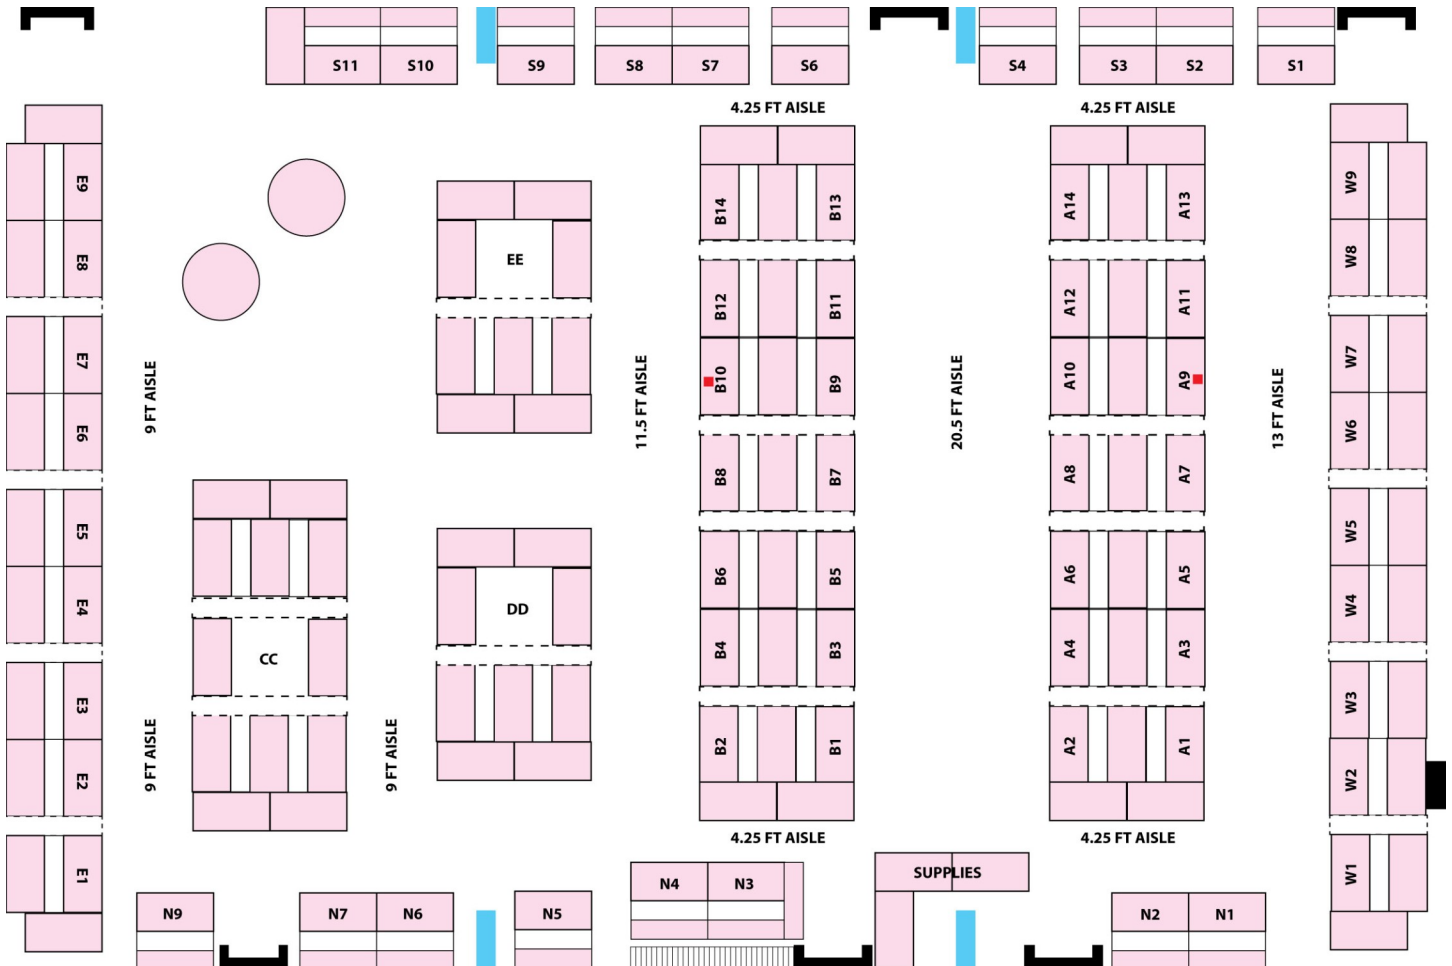 S11
S10
S9
S8
S7
S6
S4
S3
S2
S1
4.25 FT AISLE
4.25 FT AISLE
E9
E8
E7
E6
E5
E4
E3
E2
E1
9 FT AISLE
9 FT AISLE
CC
9 FT AISLE
EE
DD
11.5 FT AISLE
B14
B13
B12
B11
B10
B9
B8
B7
B6
B5
B4
B3
B2
B1
20.5 FT AISLE
A14
A13
A12
A11
A10
A9
A8
A7
A6
A5
A4
A3
A2
A1
13 FT AISLE
W9
W8
W7
W6
W5
W4
W3
W2
W1
4.25 FT AISLE
4.25 FT AISLE
N9
N7
N6
N5
N4
N3
SUPPLIES
N2
N1